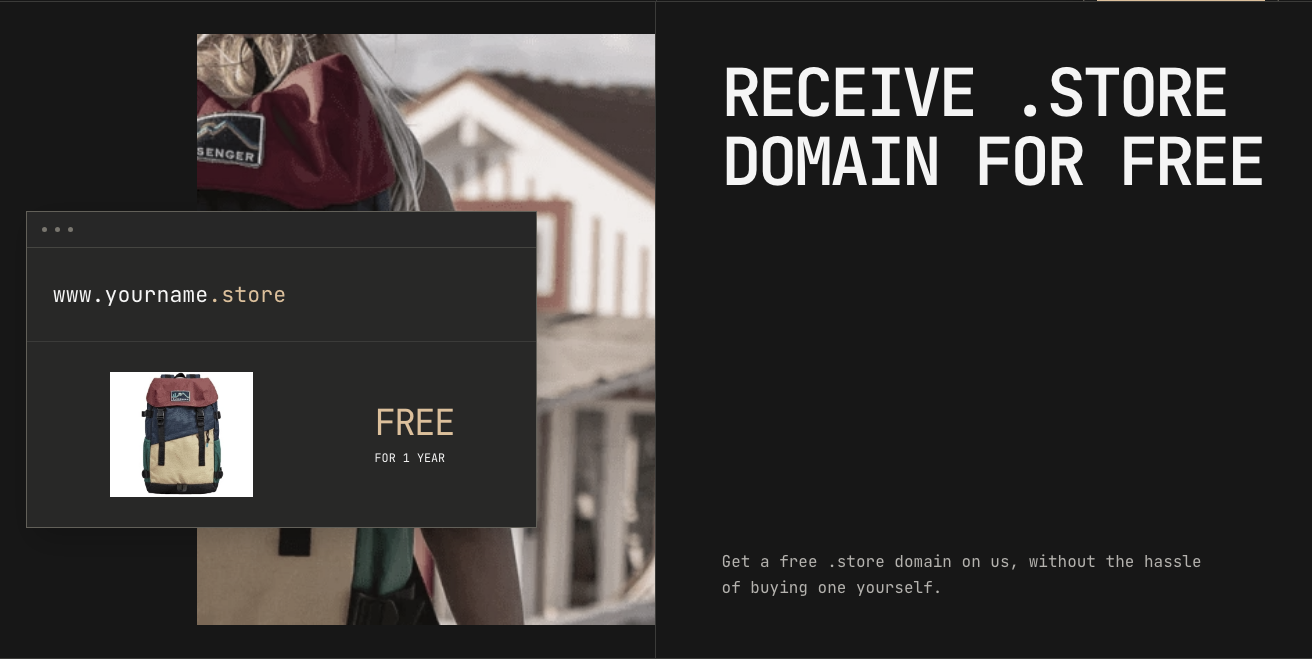 SENGER
www.yourname.store
FREE
FOR 1 YEAR
RECEIVE .STORE
DOMAIN FOR FREE
Get a free .store domain on us, without the hassle
of buying one yourself.